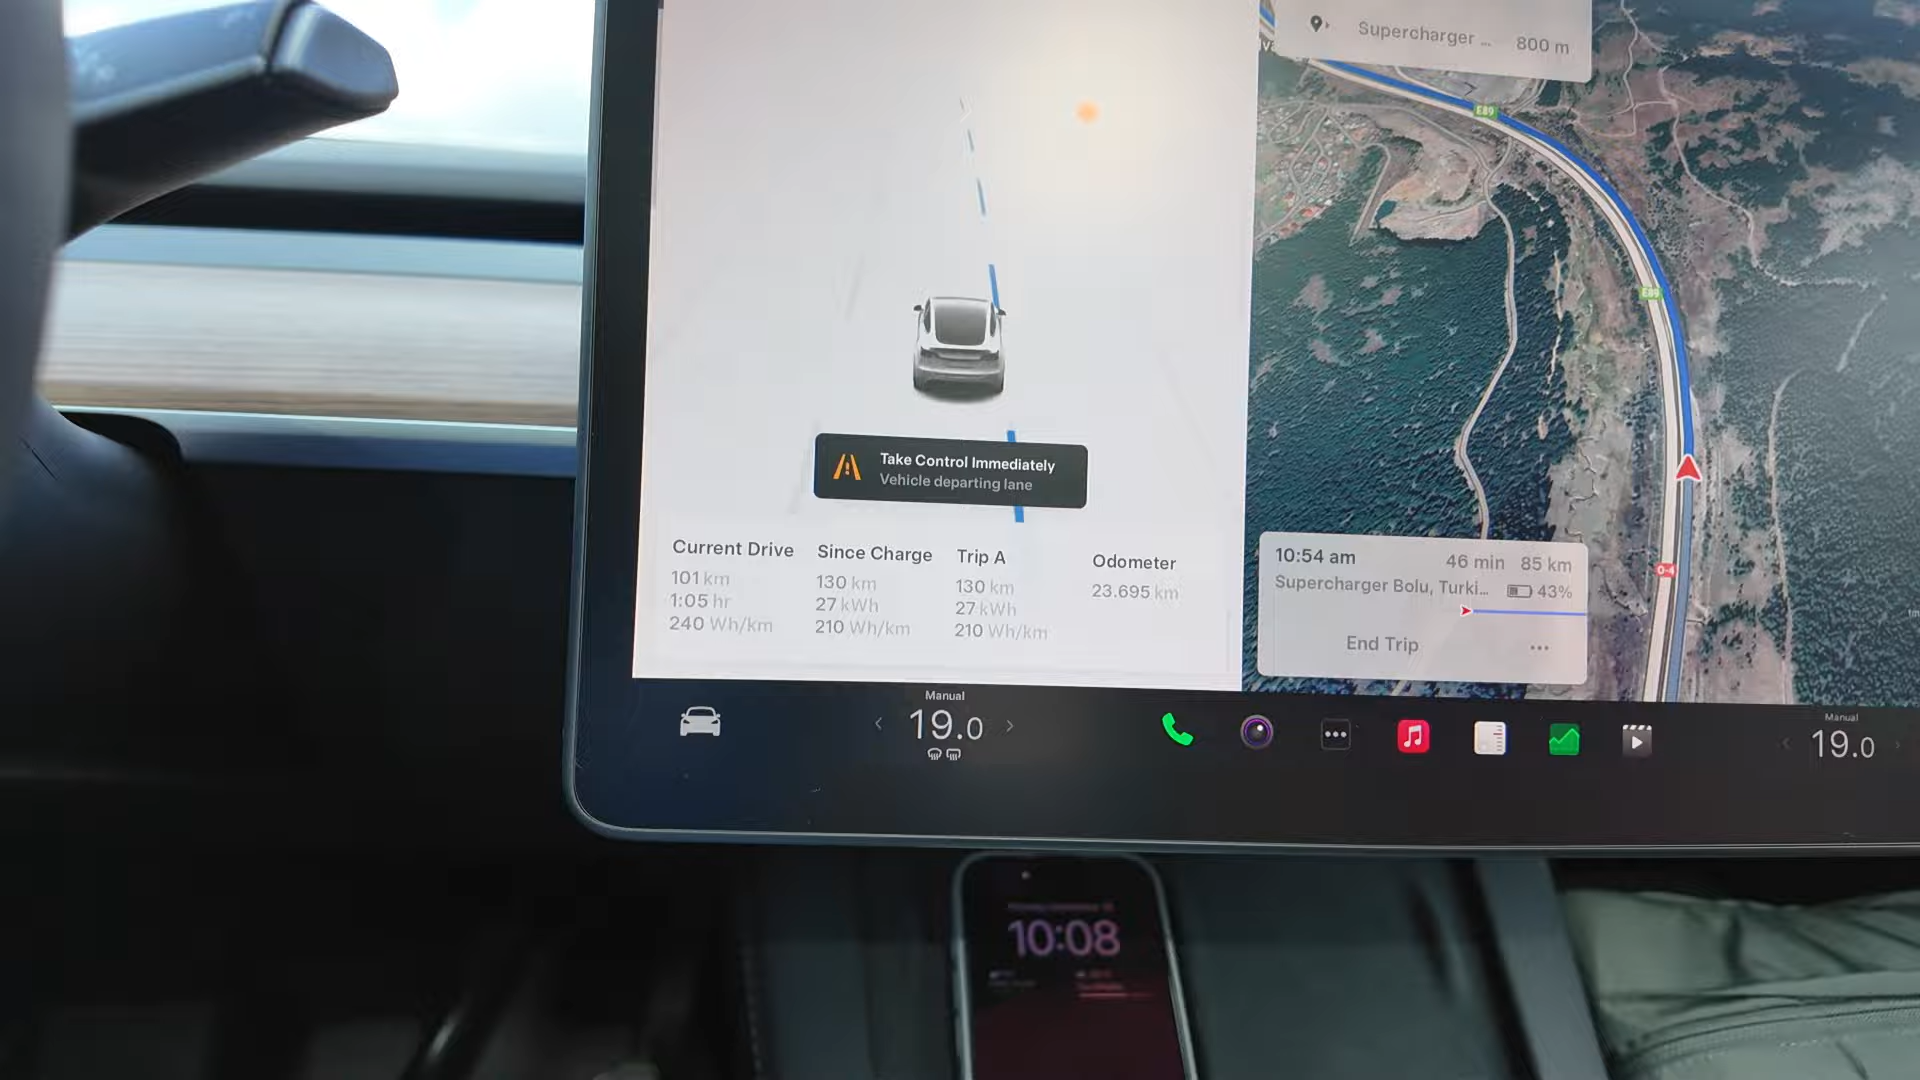 Supercharger ... 800 m
E89
E89
Take Control Immediately
Vehicle departing lane
Current Drive
101 km
1:05 hr
240 Wh/km
Since Charge
130 km
27 kWh
210 Wh/km
Trip A
130 km
27 kWh
210 Wh/km
Odometer
23.695 km
10:54 am 46 min 85 km
Supercharger Bolu, Turki... 43%
End Trip ...
O-4
Manual
19.0
Manual
19.0
10:08